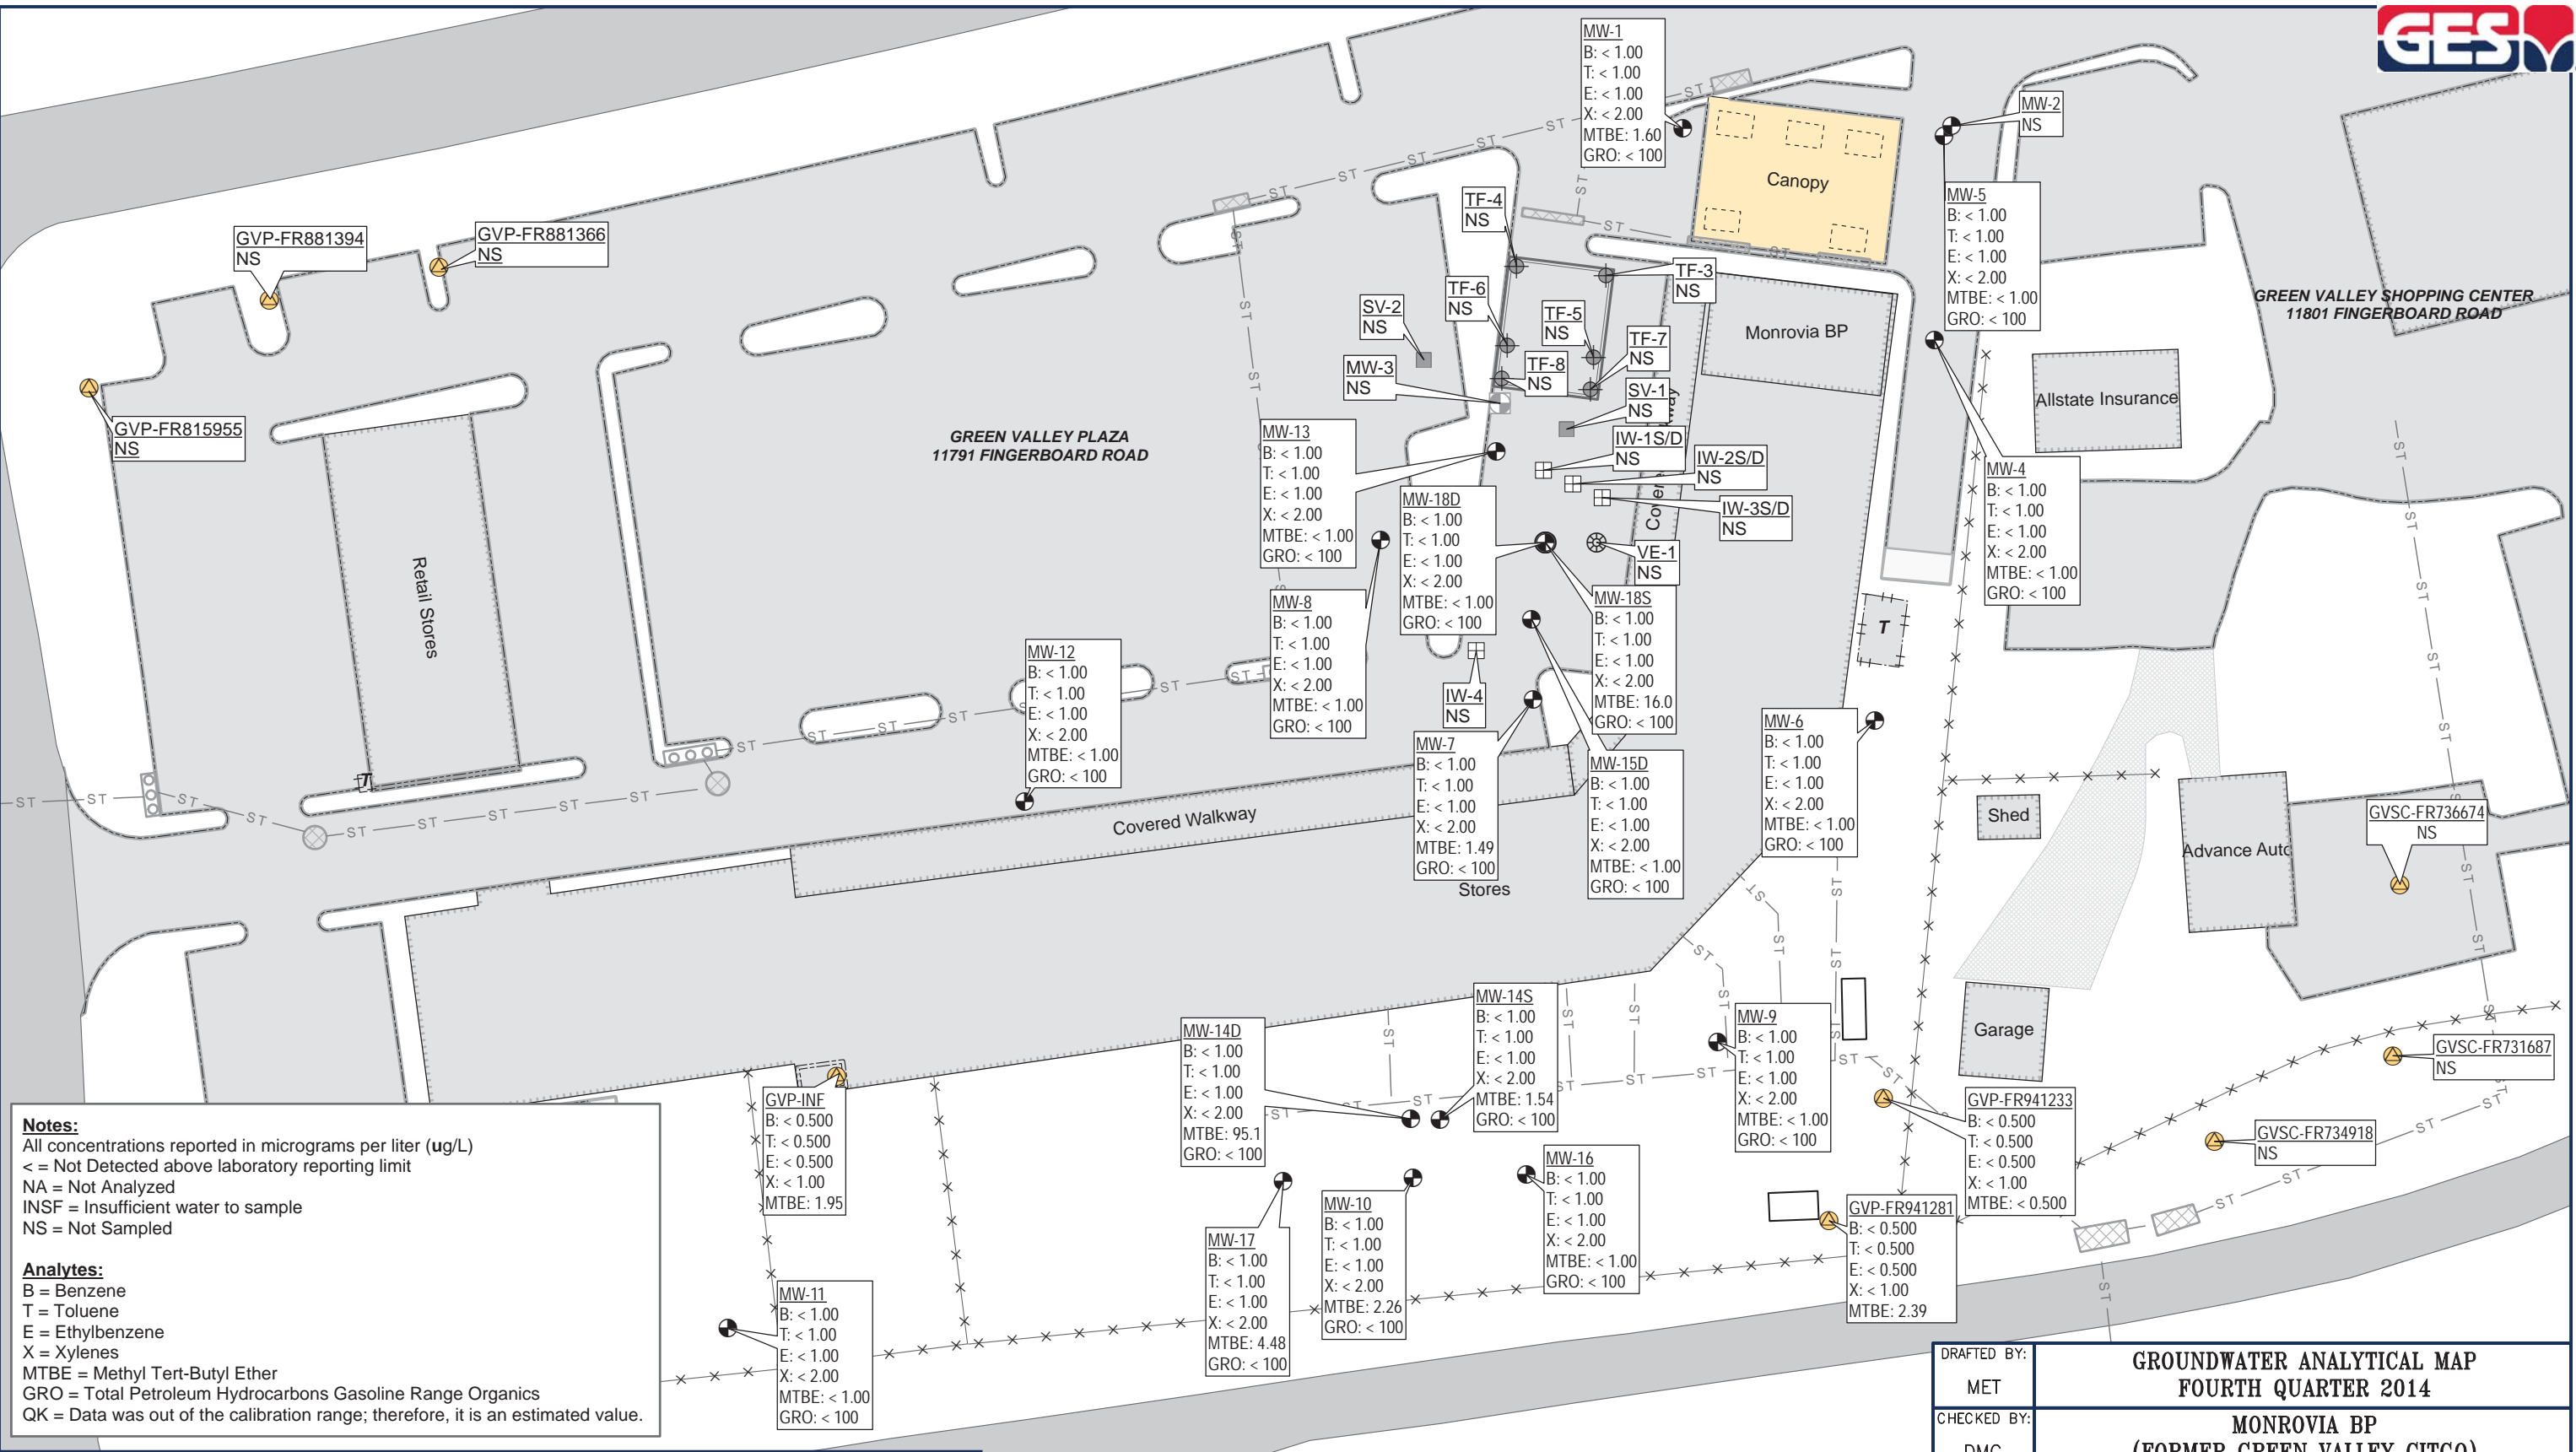 GES
MW-1
B: < 1.00
T: < 1.00
E: < 1.00
X: < 2.00
MTBE: 1.60
GRO: < 100
MW-2
NS
Canopy
MW-5
B: < 1.00
T: < 1.00
E: < 1.00
X: < 2.00
MTBE: < 1.00
GRO: < 100
TF-4
NS
GVP-FR881394
NS
GVP-FR881366
NS
TF-3
NS
TF-6
NS
SV-2
NS
TF-5
NS
TF-7
NS
Monrovia BP
GREEN VALLEY SHOPPING CENTER
11801 FINGERBOARD ROAD
MW-3
NS
TF-8
NS
SV-1
NS
Allstate Insurance
GVP-FR815955
NS
GREEN VALLEY PLAZA
11791 FINGERBOARD ROAD
MW-13
B: < 1.00
T: < 1.00
E: < 1.00
X: < 2.00
MTBE: < 1.00
GRO: < 100
IW-1S/D
NS
IW-2S/D
NS
IW-3S/D
NS
MW-4
B: < 1.00
T: < 1.00
E: < 1.00
X: < 2.00
MTBE: < 1.00
GRO: < 100
MW-18D
B: < 1.00
T: < 1.00
E: < 1.00
X: < 2.00
MTBE: < 1.00
GRO: < 100
VE-1
NS
Retail Stores
MW-8
B: < 1.00
T: < 1.00
E: < 1.00
X: < 2.00
MTBE: < 1.00
GRO: < 100
MW-18S
B: < 1.00
T: < 1.00
E: < 1.00
X: < 2.00
MTBE: 16.0
GRO: < 100
T
MW-12
B: < 1.00
T: < 1.00
E: < 1.00
X: < 2.00
MTBE: < 1.00
GRO: < 100
IW-4
NS
MW-6
B: < 1.00
T: < 1.00
E: < 1.00
X: < 2.00
MTBE: < 1.00
GRO: < 100
MW-7
B: < 1.00
T: < 1.00
E: < 1.00
X: < 2.00
MTBE: 1.49
GRO: < 100
MW-15D
B: < 1.00
T: < 1.00
E: < 1.00
X: < 2.00
MTBE: < 1.00
GRO: < 100
T
Covered Walkway
Stores
Shed
Advance Auto
GVSC-FR736674
NS
MW-14S
B: < 1.00
T: < 1.00
E: < 1.00
X: < 2.00
MTBE: 1.54
GRO: < 100
MW-14D
B: < 1.00
T: < 1.00
E: < 1.00
X: < 2.00
MTBE: 95.1
GRO: < 100
MW-9
B: < 1.00
T: < 1.00
E: < 1.00
X: < 2.00
MTBE: < 1.00
GRO: < 100
Garage
GVSC-FR731687
NS
GVP-INF
B: < 0.500
T: < 0.500
E: < 0.500
X: < 1.00
MTBE: 1.95
GVP-FR941233
B: < 0.500
T: < 0.500
E: < 0.500
X: < 1.00
MTBE: < 0.500
GVSC-FR734918
NS
MW-16
B: < 1.00
T: < 1.00
E: < 1.00
X: < 2.00
MTBE: < 1.00
GRO: < 100
MW-10
B: < 1.00
T: < 1.00
E: < 1.00
X: < 2.00
MTBE: 2.26
GRO: < 100
GVP-FR941281
B: < 0.500
T: < 0.500
E: < 0.500
X: < 1.00
MTBE: 2.39
MW-17
B: < 1.00
T: < 1.00
E: < 1.00
X: < 2.00
MTBE: 4.48
GRO: < 100
MW-11
B: < 1.00
T: < 1.00
E: < 1.00
X: < 2.00
MTBE: < 1.00
GRO: < 100
Notes:
All concentrations reported in micrograms per liter (ug/L)
< = Not Detected above laboratory reporting limit
NA = Not Analyzed
INSF = Insufficient water to sample
NS = Not Sampled
Analytes:
B = Benzene
T = Toluene
E = Ethylbenzene
X = Xylenes
MTBE = Methyl Tert-Butyl Ether
GRO = Total Petroleum Hydrocarbons Gasoline Range Organics
QK = Data was out of the calibration range; therefore, it is an estimated value.
DRAFTED BY:
MET
GROUNDWATER ANALYTICAL MAP
FOURTH QUARTER 2014
CHECKED BY:
MONROVIA BP
(FORMER GREEN VALLEY CITGO)